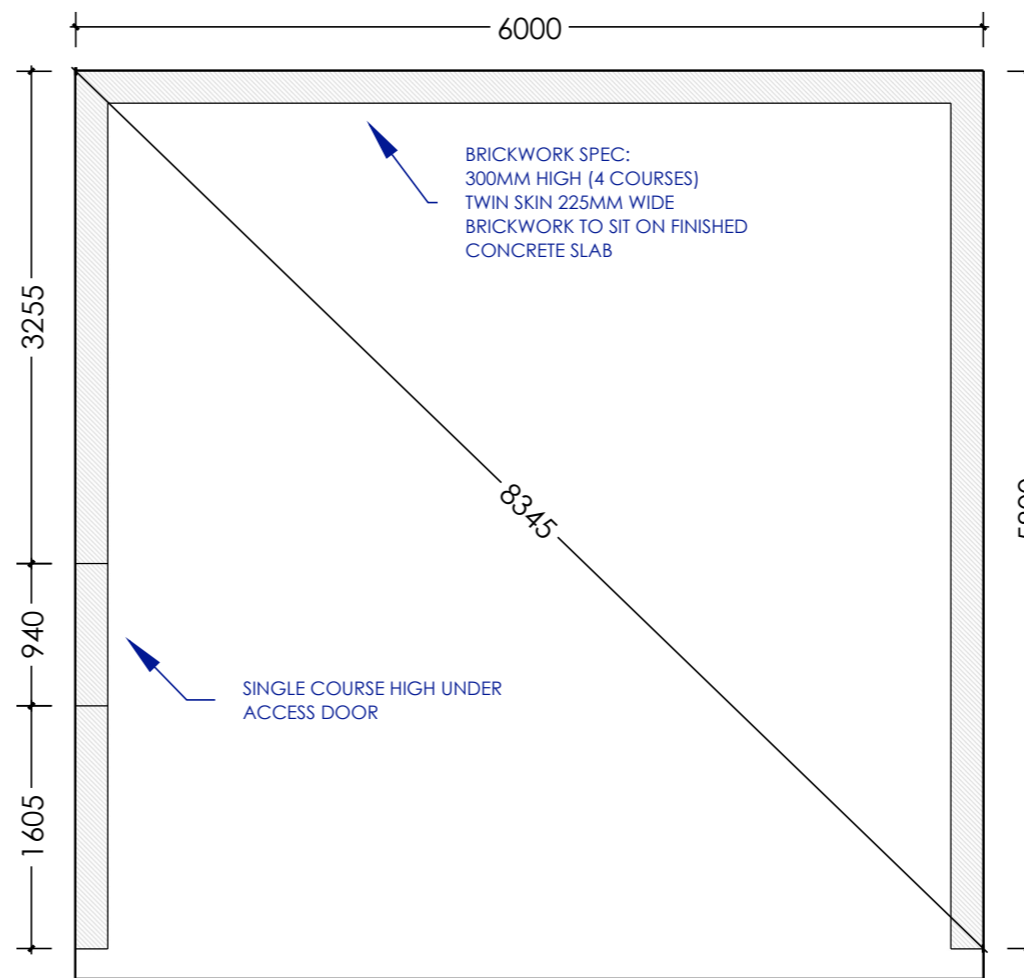 6000
BRICKWORK SPEC:
300MM HIGH (4 COURSES)
TWIN SKIN 225MM WIDE
BRICKWORK TO SIT ON FINISHED
CONCRETE SLAB
3255
8345
940
SINGLE COURSE HIGH UNDER
ACCESS DOOR
1605